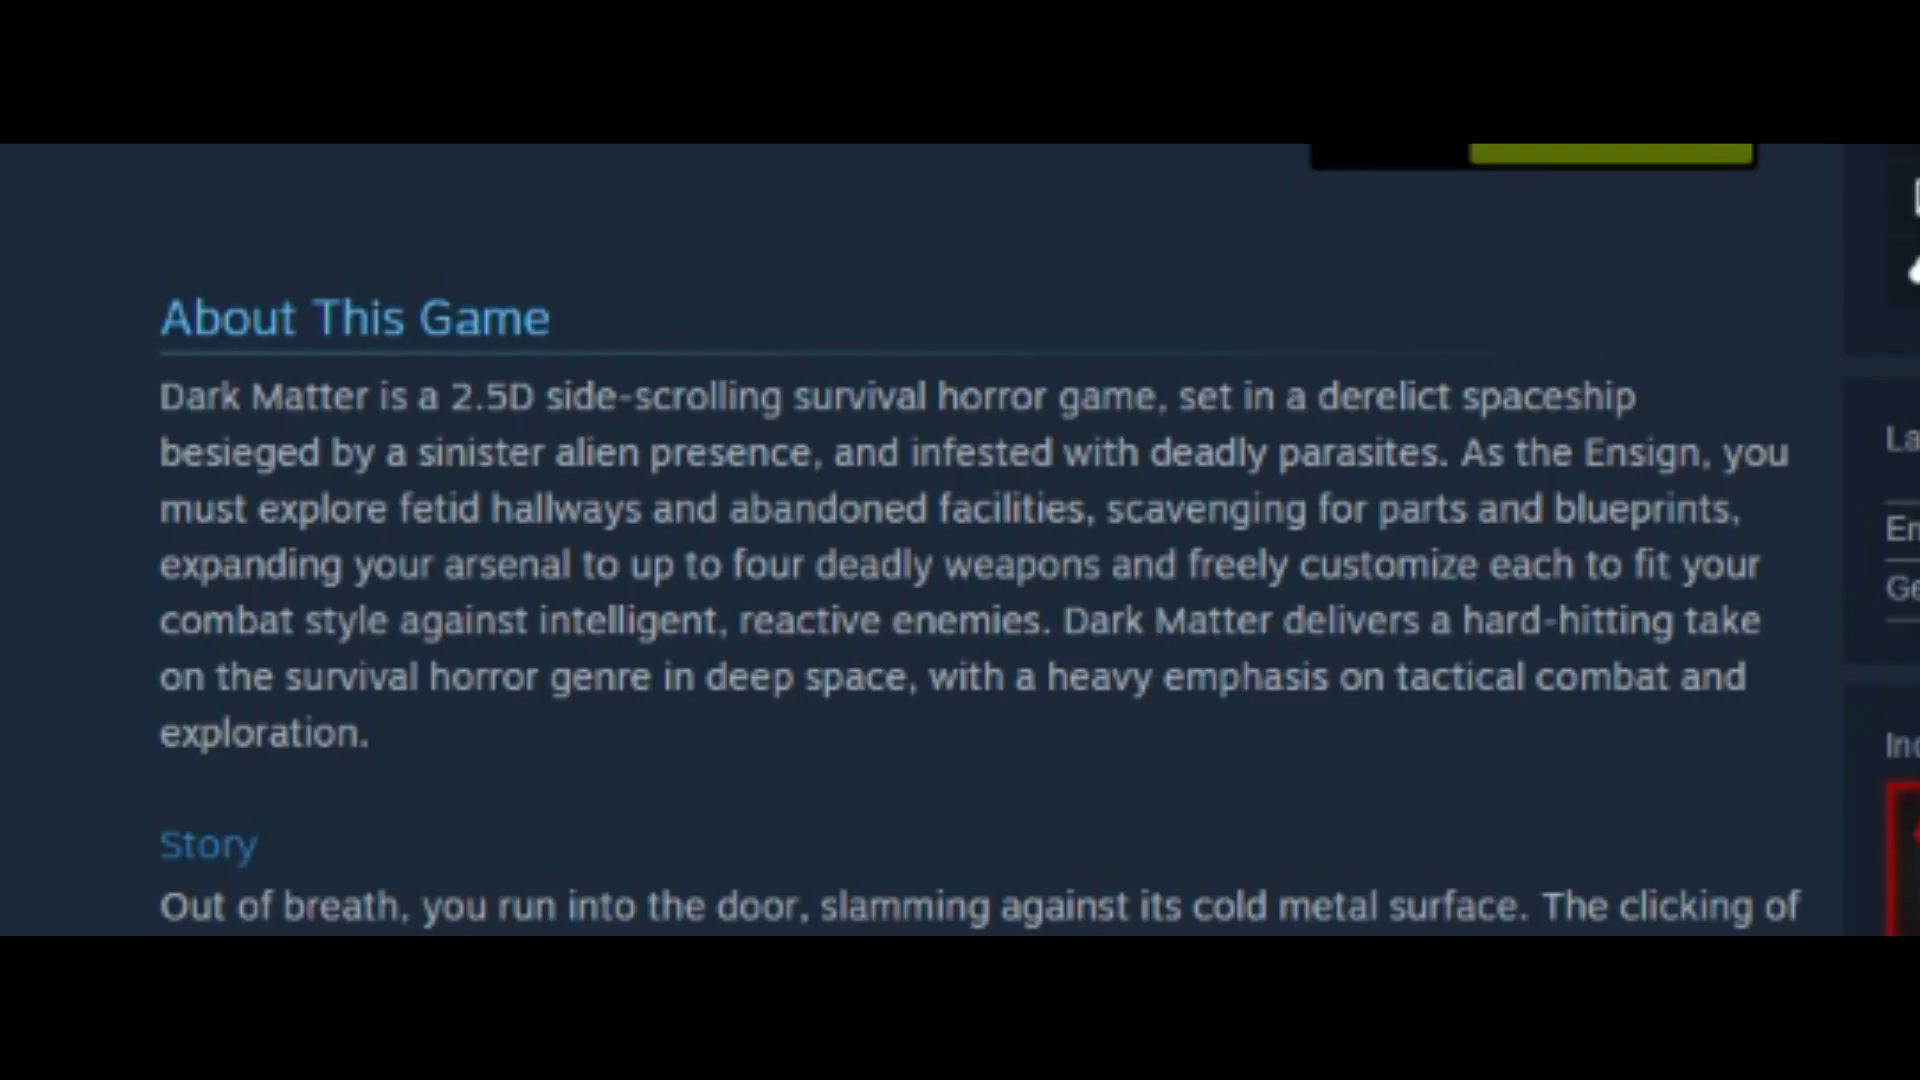 About This Game
Dark Matter is a 2.5D side-scrolling survival horror game, set in a derelict spaceship
besieged by a sinister alien presence, and infested with deadly parasites. As the Ensign, you
must explore fetid hallways and abandoned facilities, scavenging for parts and blueprints,
expanding your arsenal to up to four deadly weapons and freely customize each to fit your
combat style against intelligent, reactive enemies. Dark Matter delivers a hard-hitting take
on the survival horror genre in deep space, with a heavy emphasis on tactical combat and
exploration.
Story
Out of breath, you run into the door, slamming against its cold metal surface. The clicking of